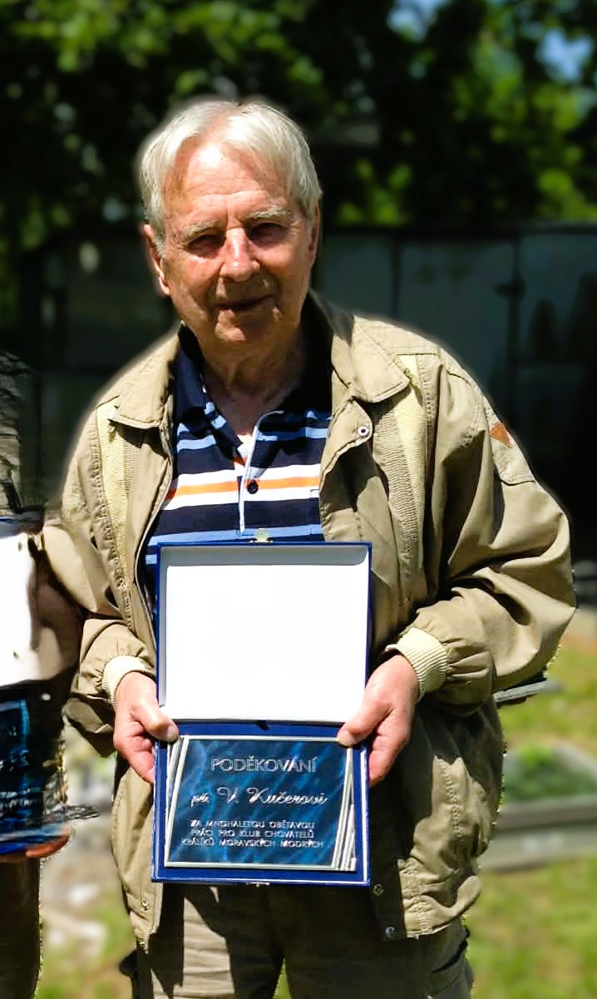 PODĚKOVÁNÍ
př. V. Kučerovi
ZA MNOHALETOU OBĚTAVOU
PRÁCI PRO KLUB CHOVATELŮ
KRÁLÍKŮ MORAVSKÝCH MODRÝCH